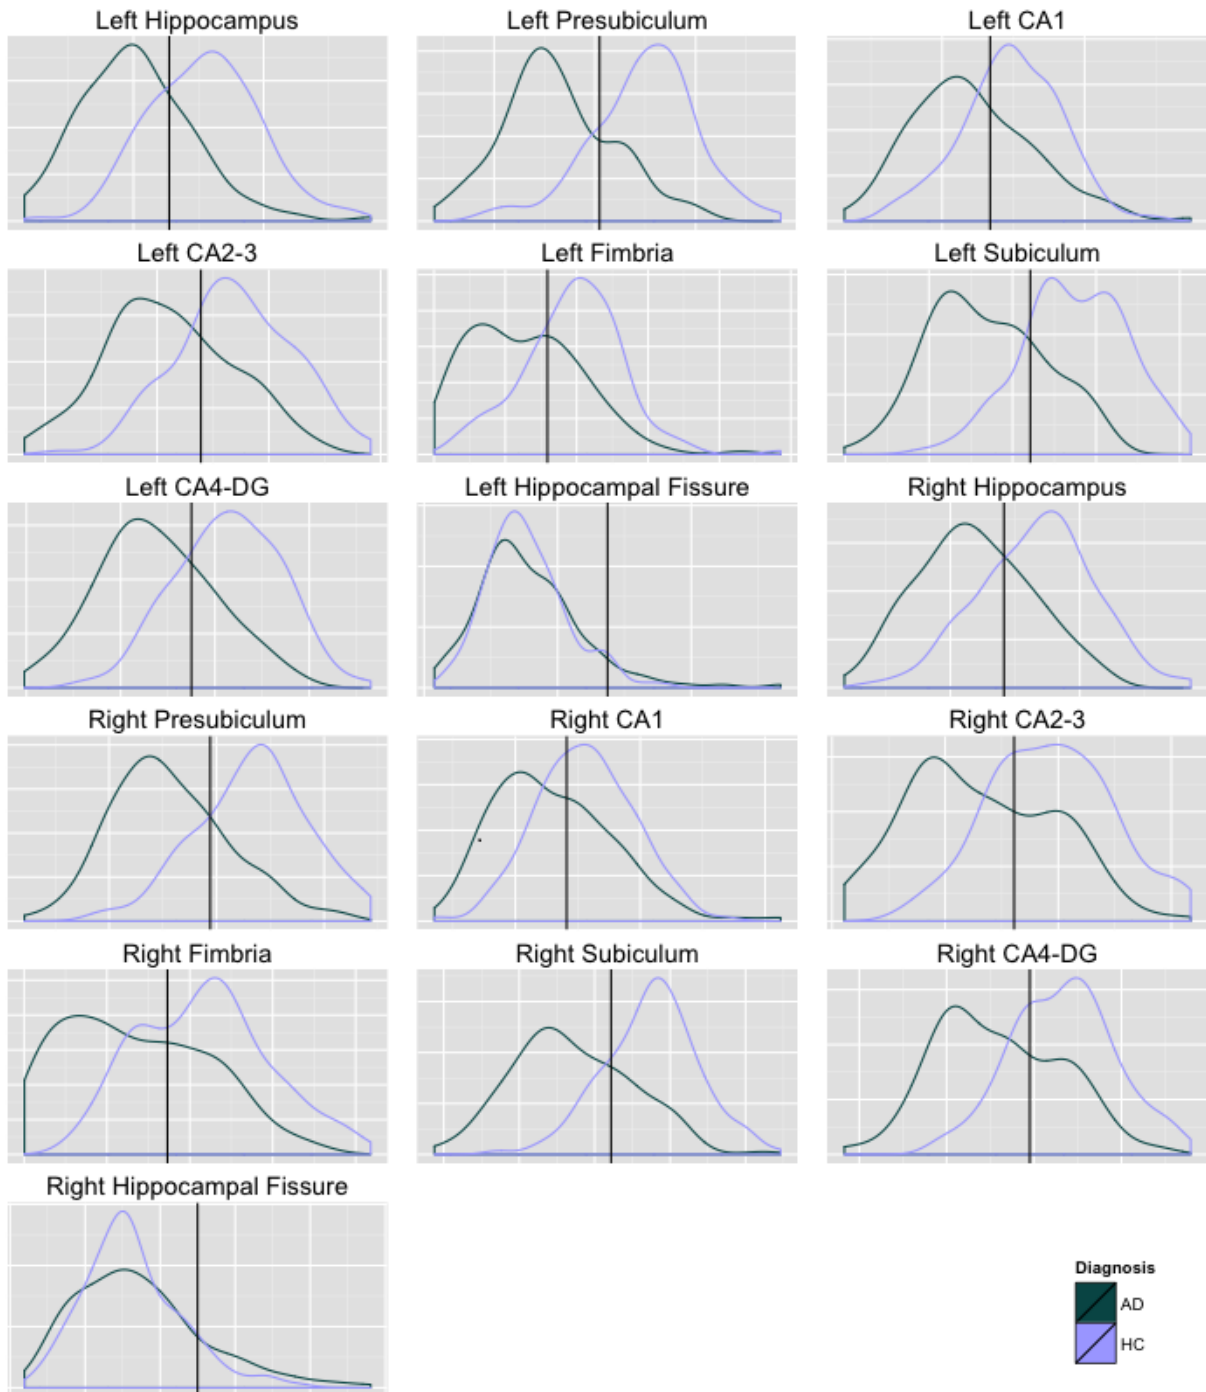 Left Hippocampus
Left Presubiculum
Left CA1
Left CA2-3
Left Fimbria
Left Subiculum
Left CA4-DG
Left Hippocampal Fissure
Right Hippocampus
Right Presubiculum
Right CA1
Right CA2-3
Right Fimbria
Right Subiculum
Right CA4-DG
Right Hippocampal Fissure
Diagnosis
AD
HC